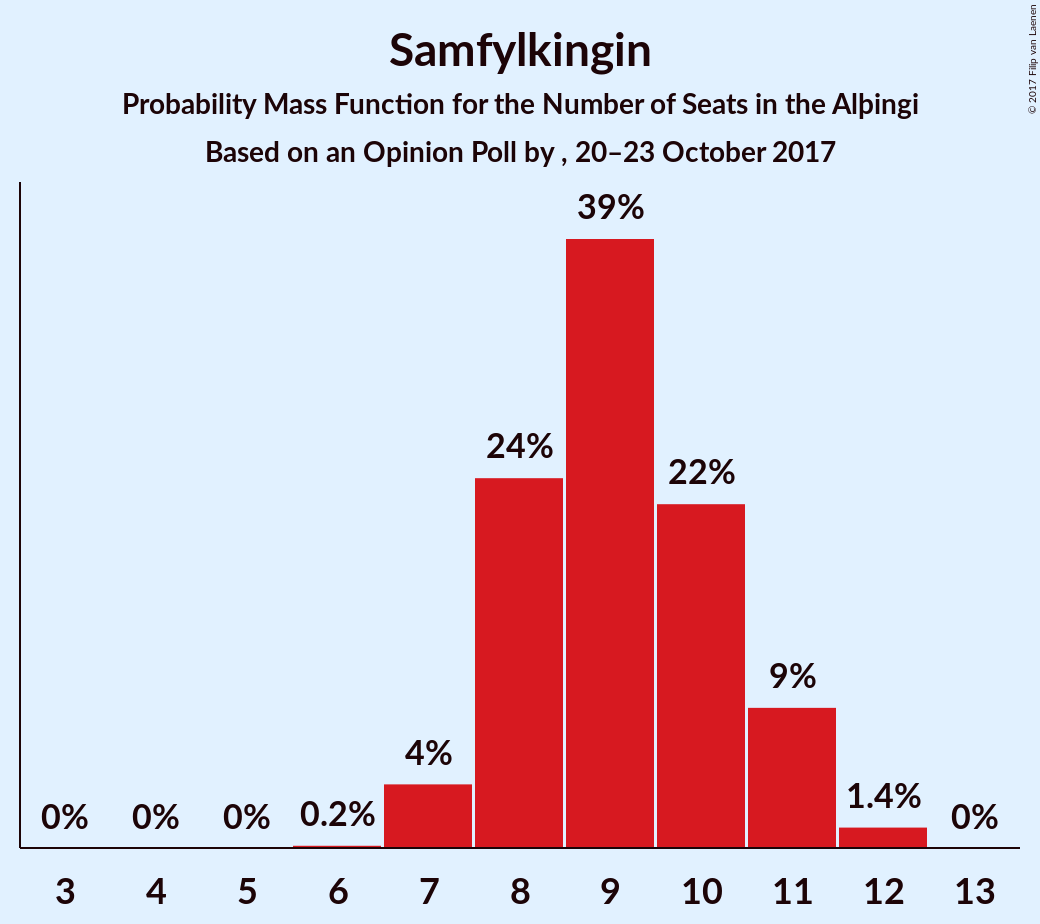 Samfylkingin
Probability Mass Function for the Number of Seats in the Alþingi
Based on an Opinion Poll by , 20–23 October 2017
© 2017 Filip van Laenen
39%
24%
22%
9%
4%
1.4%
0.2%
0% 0% 0% 0%
3 4 5 6 7 8 9 10 11 12 13